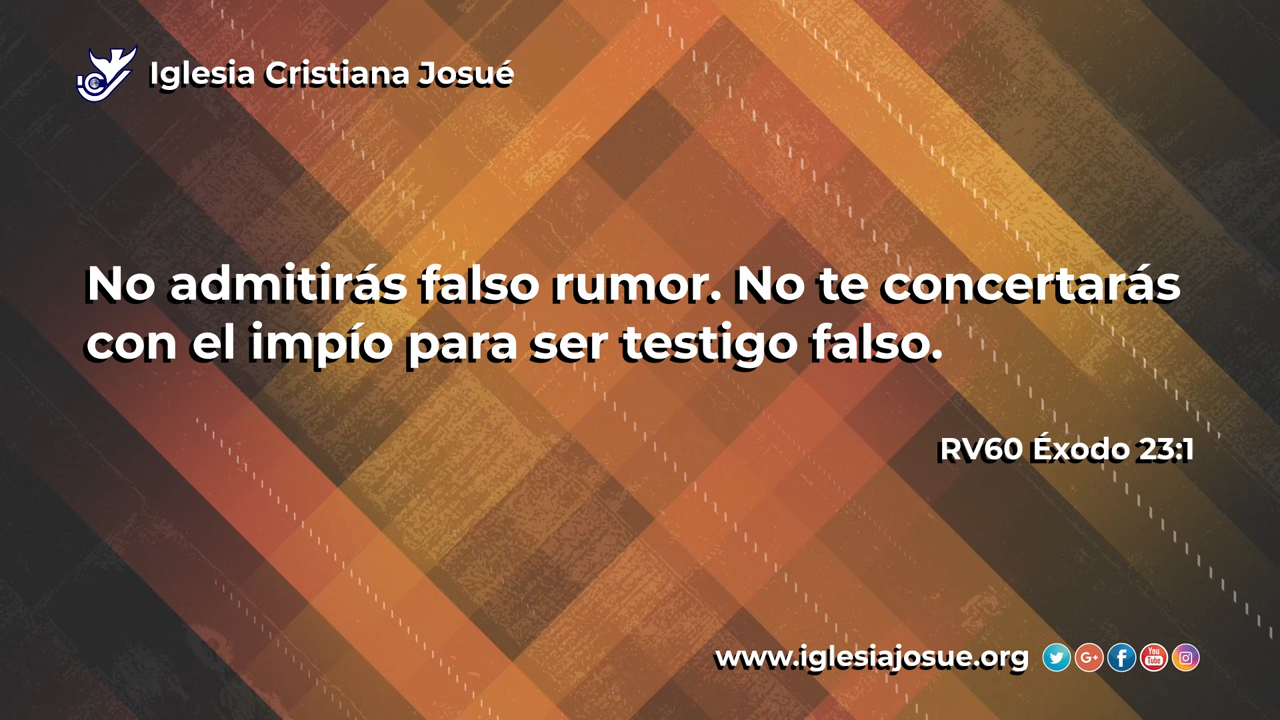 Iglesia Cristiana Josué
No admitirás falso rumor. No te concertarás
con el impío para ser testigo falso.
RV60 Éxodo 23:1
www.iglesiajosue.org